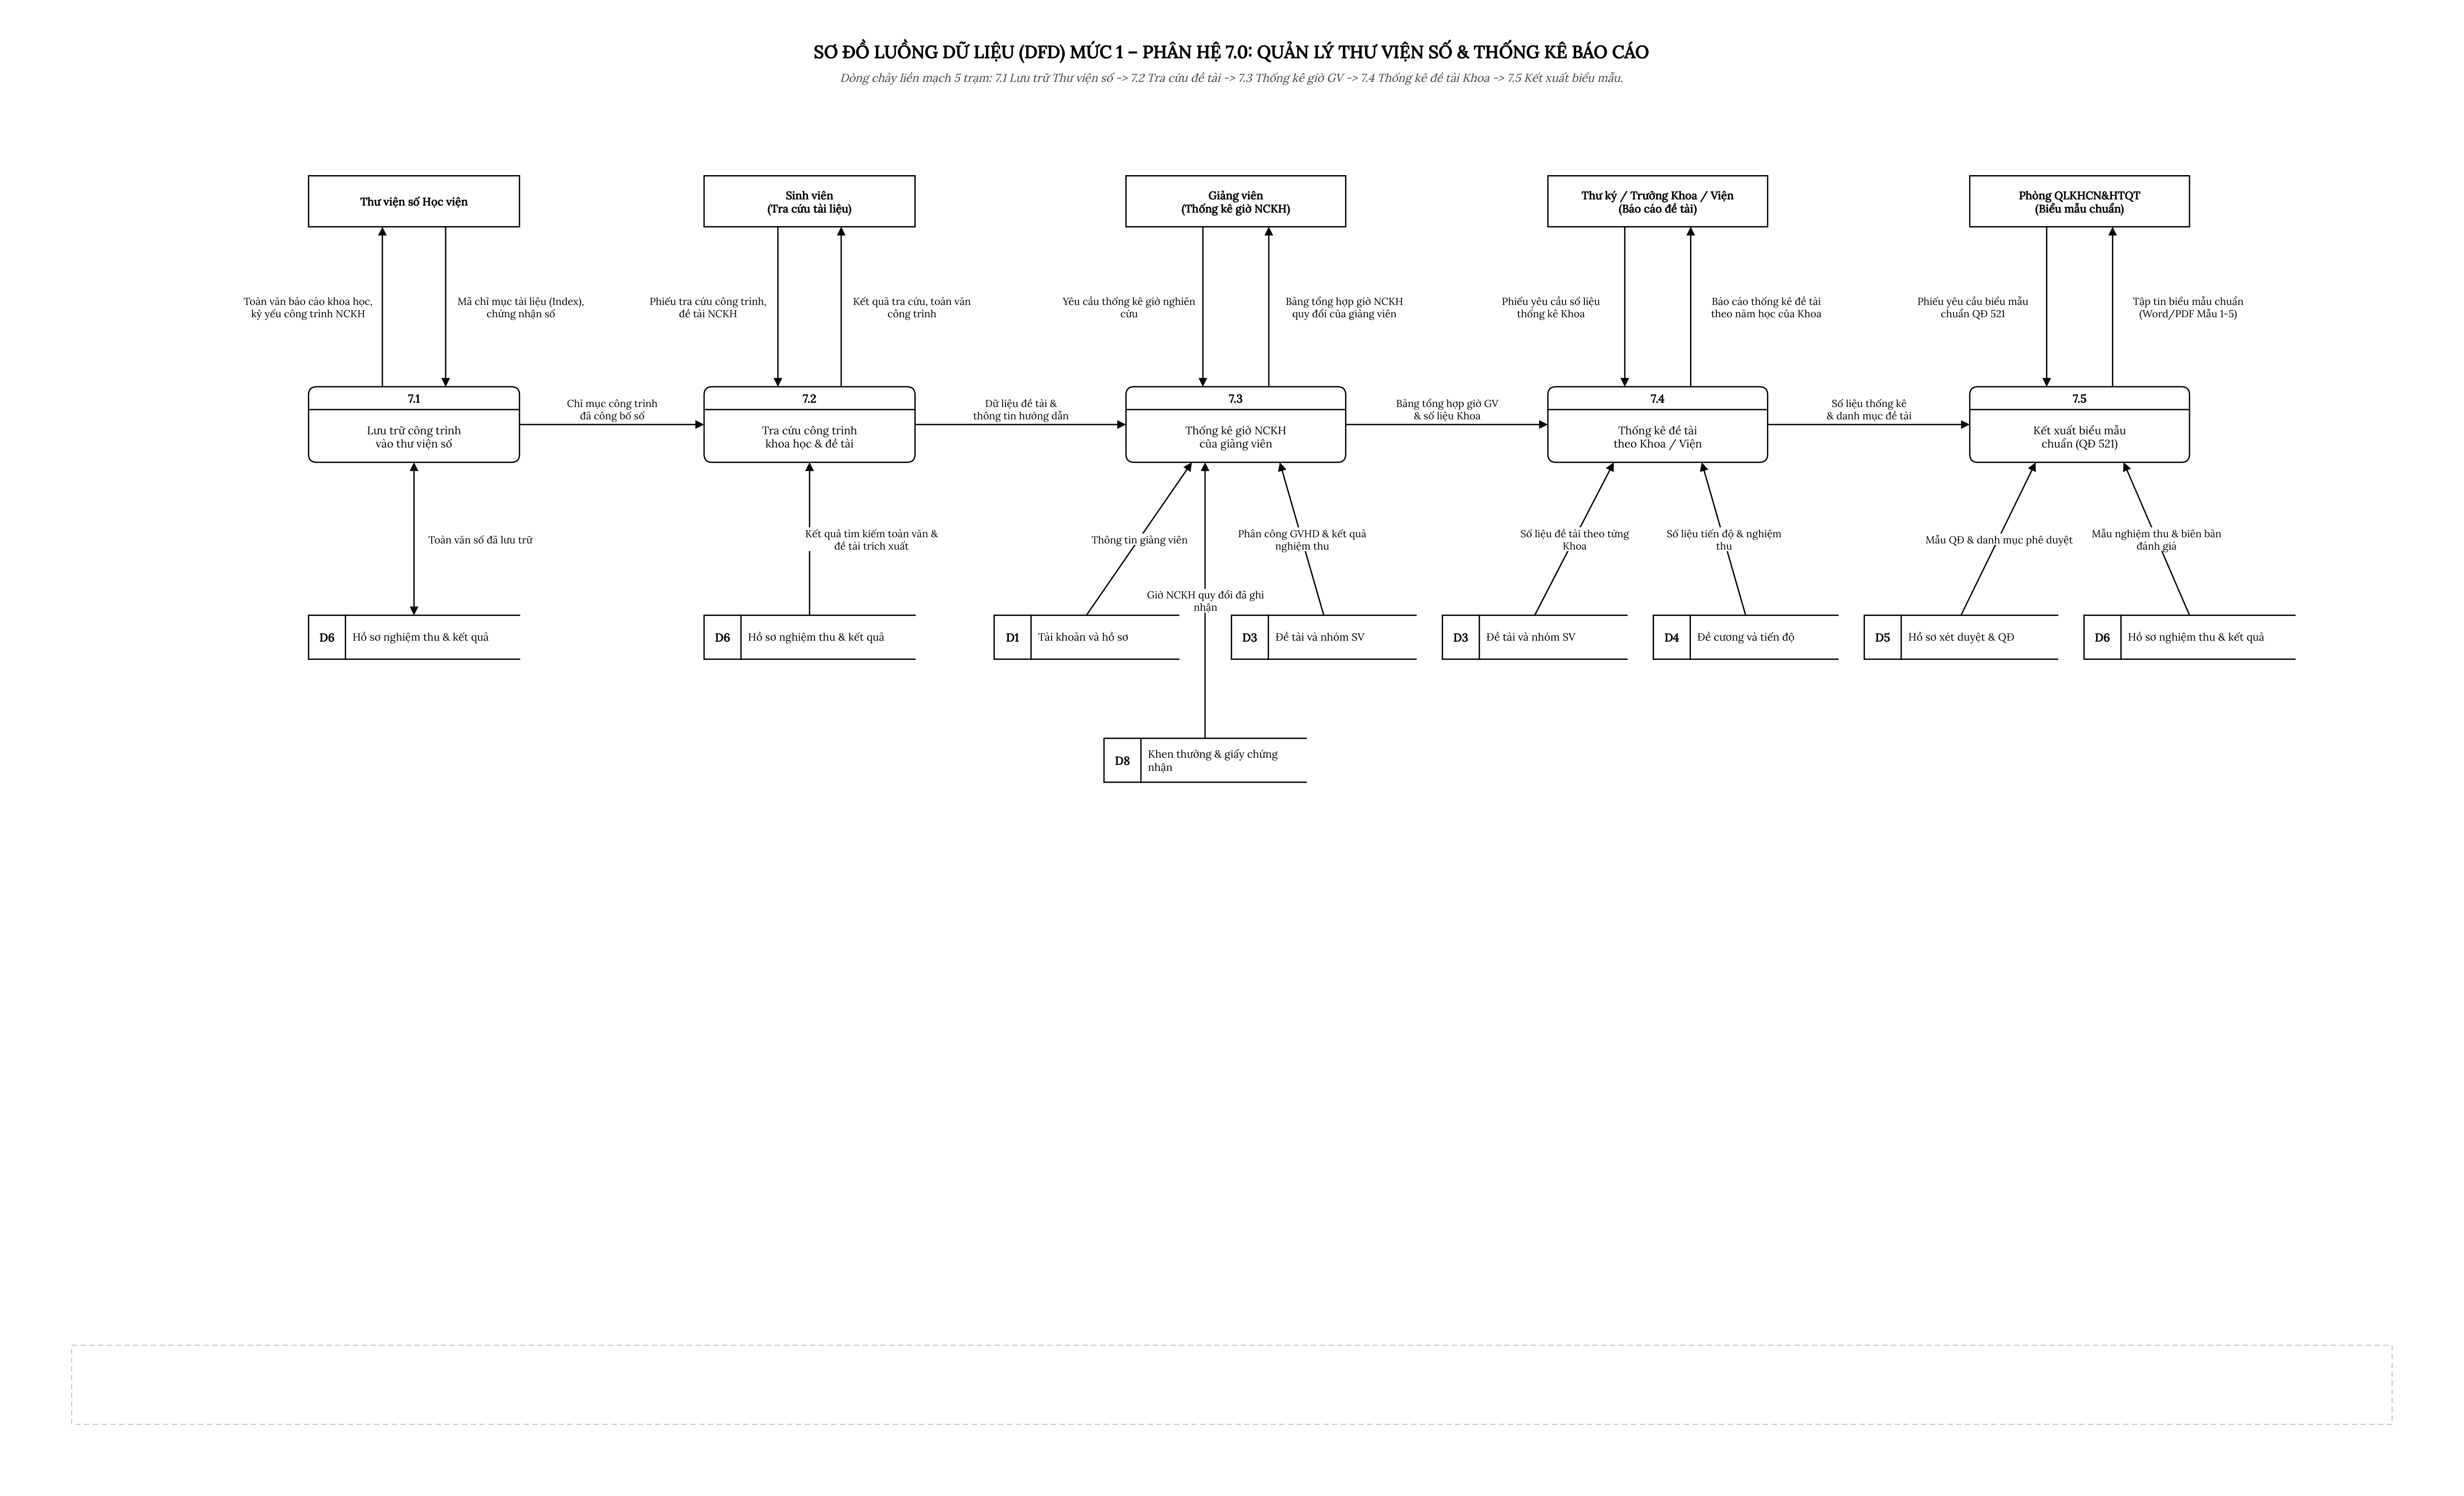 SƠ ĐỒ LUỒNG DỮ LIỆU (DFD) MỨC 1 – PHÂN HỆ 7.0: QUẢN LÝ THƯ VIỆN SỐ & THỐNG KÊ BÁO CÁO
Dòng chảy liền mạch 5 trạm: 7.1 Lưu trữ Thư viện số -> 7.2 Tra cứu đề tài -> 7.3 Thống kê giờ GV -> 7.4 Thống kê đề tài Khoa -> 7.5 Kết xuất biểu mẫu.
Thư viện số Học viện
Sinh viên
(Tra cứu tài liệu)
Giảng viên
(Thống kê giờ NCKH)
Thư ký / Trưởng Khoa / Viện
(Báo cáo đề tài)
Phòng QLKHCN&HTQT
(Biểu mẫu chuẩn)
Toàn văn báo cáo khoa học,
kỷ yếu công trình NCKH
Mã chỉ mục tài liệu (Index),
chứng nhận số
Phiếu tra cứu công trình,
đề tài NCKH
Kết quả tra cứu, toàn văn
công trình
Yêu cầu thống kê giờ nghiên
cứu
Bảng tổng hợp giờ NCKH
quy đổi của giảng viên
Phiếu yêu cầu số liệu
thống kê Khoa
Báo cáo thống kê đề tài
theo năm học của Khoa
Phiếu yêu cầu biểu mẫu
chuẩn QĐ 521
Tập tin biểu mẫu chuẩn
(Word/PDF Mẫu 1-5)
7.1
Lưu trữ công trình
vào thư viện số
Chỉ mục công trình
đã công bố số
7.2
Tra cứu công trình
khoa học & đề tài
Dữ liệu đề tài &
thông tin hướng dẫn
7.3
Thống kê giờ NCKH
của giảng viên
Bảng tổng hợp giờ GV
& số liệu Khoa
7.4
Thống kê đề tài
theo Khoa / Viện
Số liệu thống kê
& danh mục đề tài
7.5
Kết xuất biểu mẫu
chuẩn (QĐ 521)
Toàn văn số đã lưu trữ
Kết quả tìm kiếm toàn văn &
đề tài trích xuất
Thông tin giảng viên
Phân công GVHD & kết quả
nghiệm thu
Số liệu đề tài theo từng
Khoa
Số liệu tiến độ & nghiệm
thu
Mẫu QĐ & danh mục phê duyệt
Mẫu nghiệm thu & biên bản
đánh giá
Giờ NCKH quy đổi đã ghi
nhận
D6 Hồ sơ nghiệm thu & kết quả
D6 Hồ sơ nghiệm thu & kết quả
D1 Tài khoản và hồ sơ
D3 Đề tài và nhóm SV
D3 Đề tài và nhóm SV
D4 Đề cương và tiến độ
D5 Hồ sơ xét duyệt & QĐ
D6 Hồ sơ nghiệm thu & kết quả
D8 Khen thưởng & giấy chứng
nhận